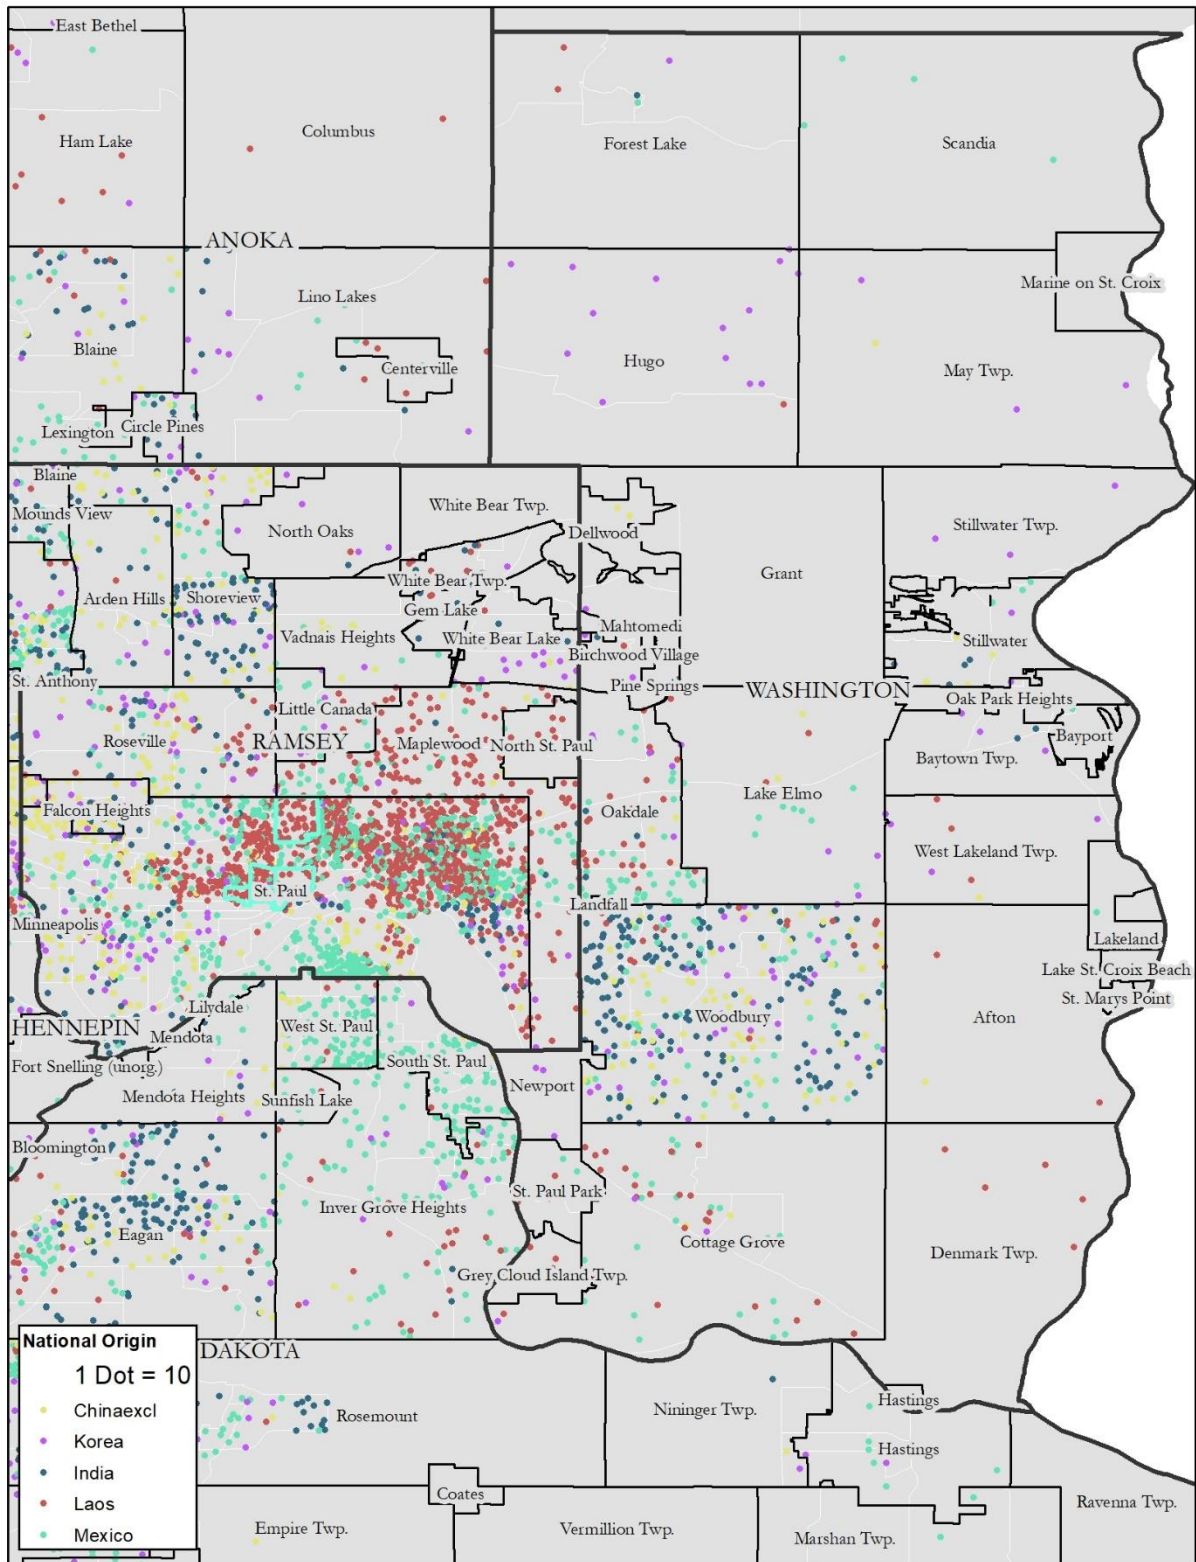 East Bethel
Ham Lake
Columbus
Forest Lake
Scandia
ANOKA
Marine on St. Croix
Lino Lakes
Blaine
Hugo
Centerville
May Twp.
Lexington
Circle Pines
Blaine
Mounds View
North Oaks
White Bear Twp.
Dellwood
Stillwater Twp.
Grant
White Bear Twp.
Arden Hills
Shoreview
Gem Lake
Vadnais Heights
White Bear Lake
Mahtomedi
Stillwater
Birchwood Village
St. Anthony
Pine Springs
WASHINGTON
Oak Park Heights
Little Canada
Roseville
RAMSEY
Maplewood
North St. Paul
Bayport
Baytown Twp.
Falcon Heights
Oakdale
Lake Elmo
West Lakeland Twp.
St. Paul
Landfall
Minneapolis
Lakeland
Lake St. Croix Beach
St. Marys Point
Lilydale
HENNEPIN
Mendota
West St. Paul
Woodbury
Afton
Fort Snelling (unorg.)
South St. Paul
Newport
Mendota Heights
Sunfish Lake
Bloomington
St. Paul Park
Inver Grove Heights
Eagan
Cottage Grove
Denmark Twp.
Grey Cloud Island Twp.
National Origin
1 Dot = 10
Chinaexcl
Korea
India
Laos
Mexico
DAKOTA
Rosemount
Nininger Twp.
Hastings
Hastings
Coates
Ravenna Twp.
Empire Twp.
Vermillion Twp.
Marshan Twp.